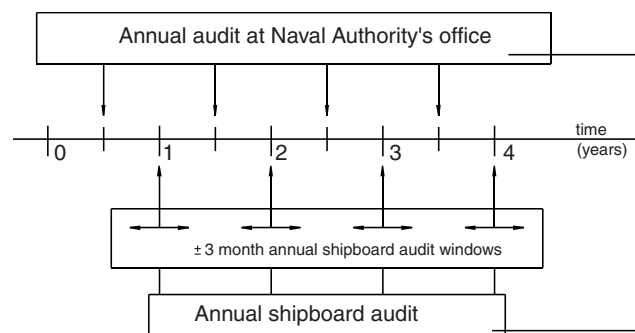 Annual audit at Naval Authority's office
time
0 1 2 3 4 (years)
± 3 month annual shipboard audit windows
Annual shipboard audit